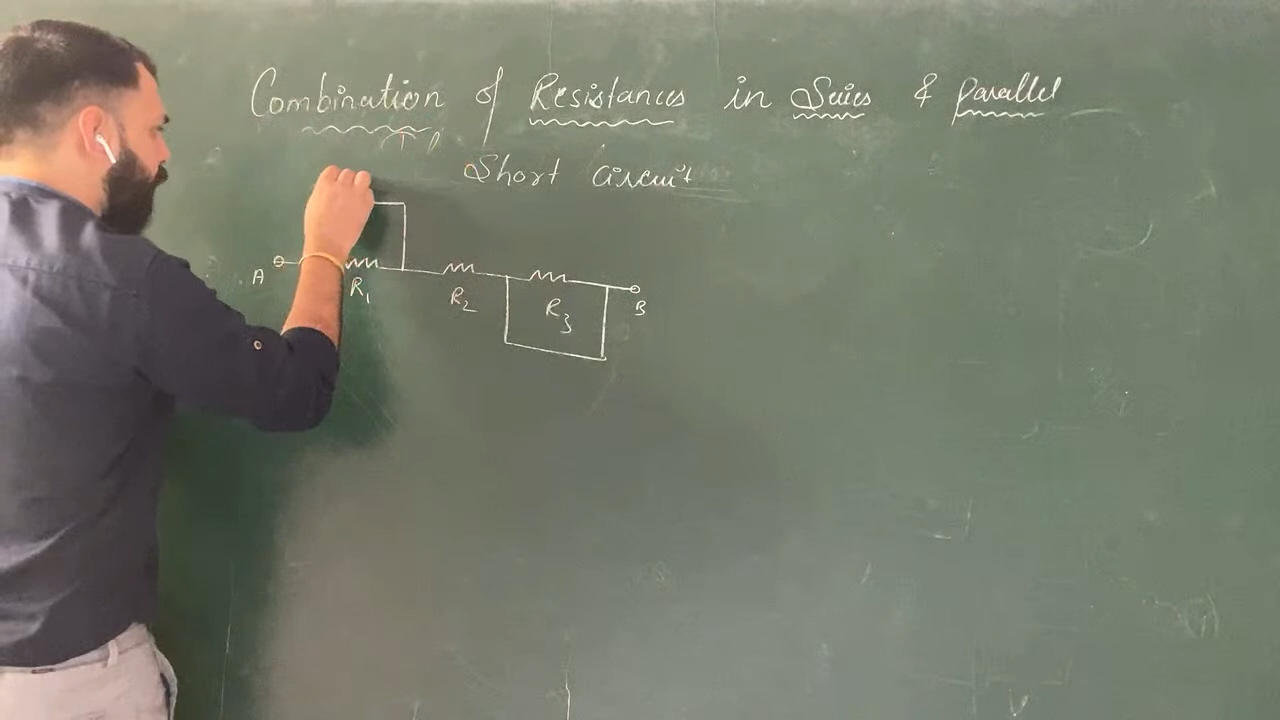 Combination of Resistances in Series & parallel
Short Circuit
A R1 R2 R3 B